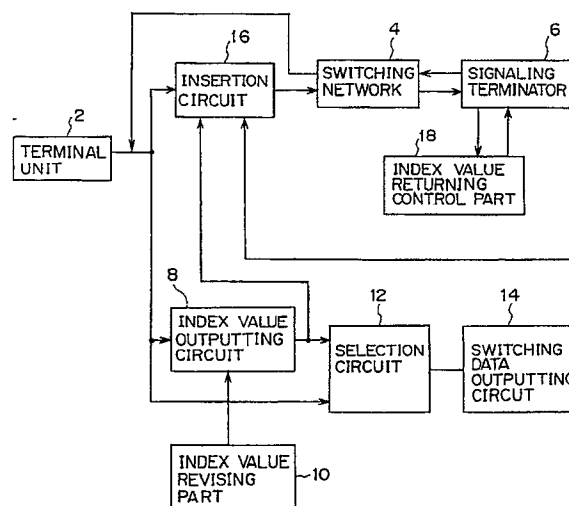 16
INSERTION
CIRCUIT
4
SWITCHING
NETWORK
6
SIGNALING
TERMINATOR
2
TERMINAL
UNIT
18
INDEX VALUE
RETURNING
CONTROL PART
8
INDEX VALUE
OUTPUTTING
CIRCUIT
12
SELECTION
CIRCUIT
14
SWITCHING
DATA
OUTPUTTING
CIRCUT
INDEX VALUE
REVISING
PART
10